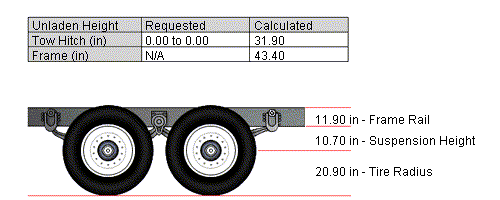 Unladen Height Requested Calculated
Tow Hitch (in) 0.00 to 0.00 31.90
Frame (in) N/A 43.40
11.90 in - Frame Rail
10.70 in - Suspension Height
20.90 in - Tire Radius